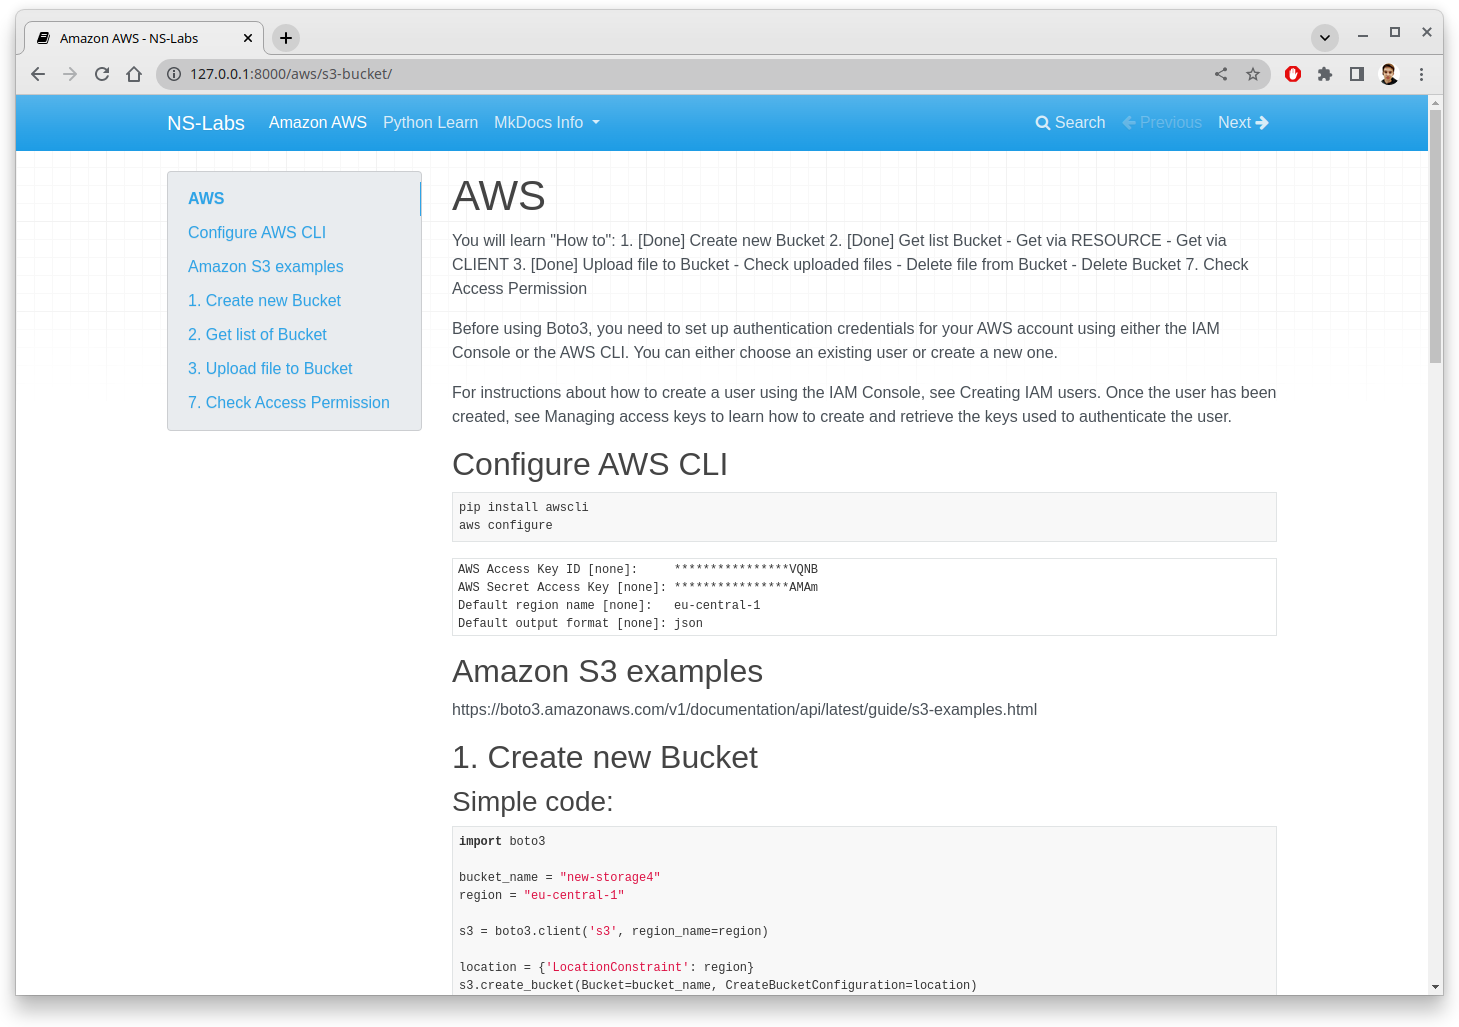 Amazon AWS - NS-Labs
127.0.0.1:8000/aws/s3-bucket/
NS-Labs Amazon AWS Python Learn MkDocs Info Search Previous Next
AWS
Configure AWS CLI
Amazon S3 examples
1. Create new Bucket
2. Get list of Bucket
3. Upload file to Bucket
7. Check Access Permission
AWS
You will learn "How to": 1. [Done] Create new Bucket 2. [Done] Get list Bucket - Get via RESOURCE - Get via
CLIENT 3. [Done] Upload file to Bucket - Check uploaded files - Delete file from Bucket - Delete Bucket 7. Check
Access Permission
Before using Boto3, you need to set up authentication credentials for your AWS account using either the IAM
Console or the AWS CLI. You can either choose an existing user or create a new one.
For instructions about how to create a user using the IAM Console, see Creating IAM users. Once the user has been
created, see Managing access keys to learn how to create and retrieve the keys used to authenticate the user.
Configure AWS CLI
pip install awscli
aws configure
AWS Access Key ID [none]:     ****************VQNB
AWS Secret Access Key [none]: ****************AMAm
Default region name [none]:   eu-central-1
Default output format [none]: json
Amazon S3 examples
https://boto3.amazonaws.com/v1/documentation/api/latest/guide/s3-examples.html
1. Create new Bucket
Simple code:
import boto3
bucket_name = "new-storage4"
region = "eu-central-1"
s3 = boto3.client('s3', region_name=region)
location = {'LocationConstraint': region}
s3.create_bucket(Bucket=bucket_name, CreateBucketConfiguration=location)